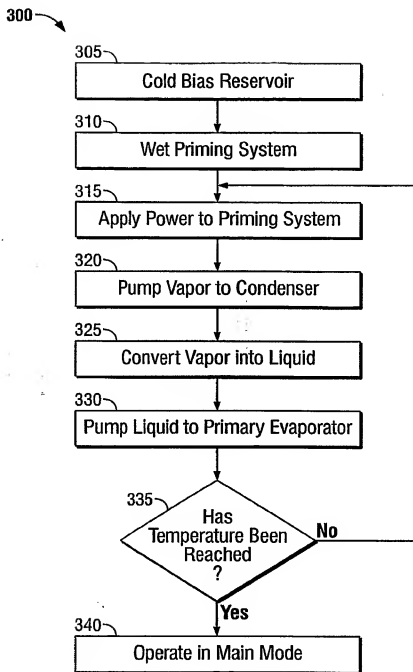 300
305
Cold Bias Reservoir
310
Wet Priming System
315
Apply Power to Priming System
320
Pump Vapor to Condenser
325
Convert Vapor into Liquid
330
Pump Liquid to Primary Evaporator
335
Has
Temperature Been
Reached
?
No
Yes
340
Operate in Main Mode